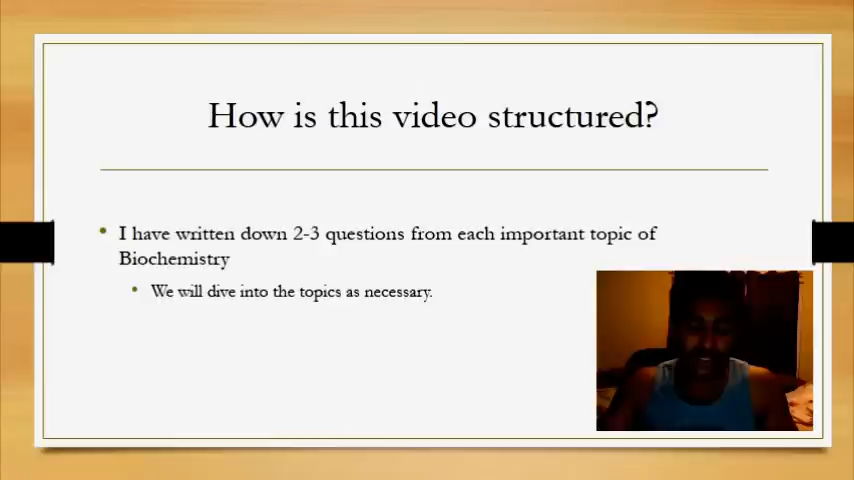 How is this video structured?
• I have written down 2-3 questions from each important topic of
Biochemistry
• We will dive into the topics as necessary.